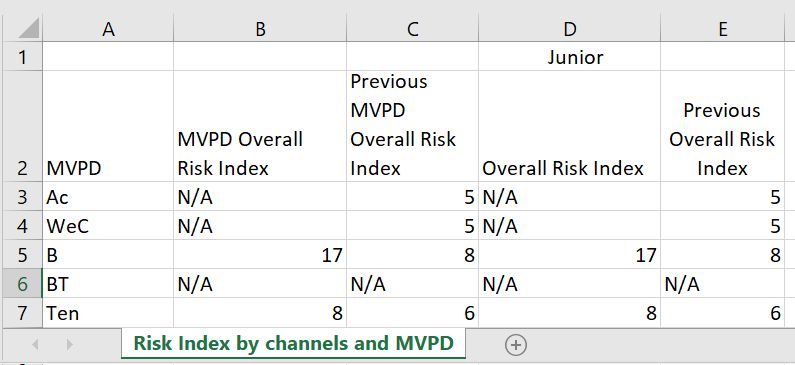 A B C D E
1 Junior
2 MVPD MVPD Overall Risk Index Previous MVPD Overall Risk Index Overall Risk Index Previous Overall Risk Index
3 Ac N/A 5 N/A 5
4 WeC N/A 5 N/A 5
5 B 17 8 17 8
6 BT N/A N/A N/A N/A
7 Ten 8 6 8 6
Risk Index by channels and MVPD